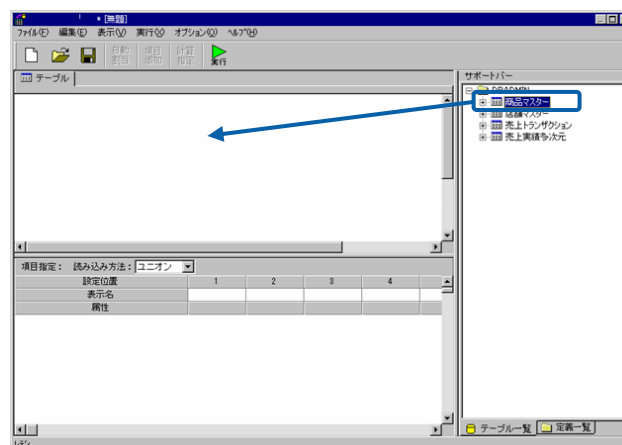 * [無題]
ファイル(F) 編集(E) 表示(V) 実行(X) オプション(O) ヘルプ(H)
自動 項目 計算
割当 追加 指定 実行
テーブル
サポートバー
DBADMIN
商品マスター
店舗マスター
売上トランザクション
売上実績多次元
項目指定： 読み込み方法： ユニオン
設定位置 1 2 3 4
表示名
属性
テーブル一覧 定義一覧
レディ